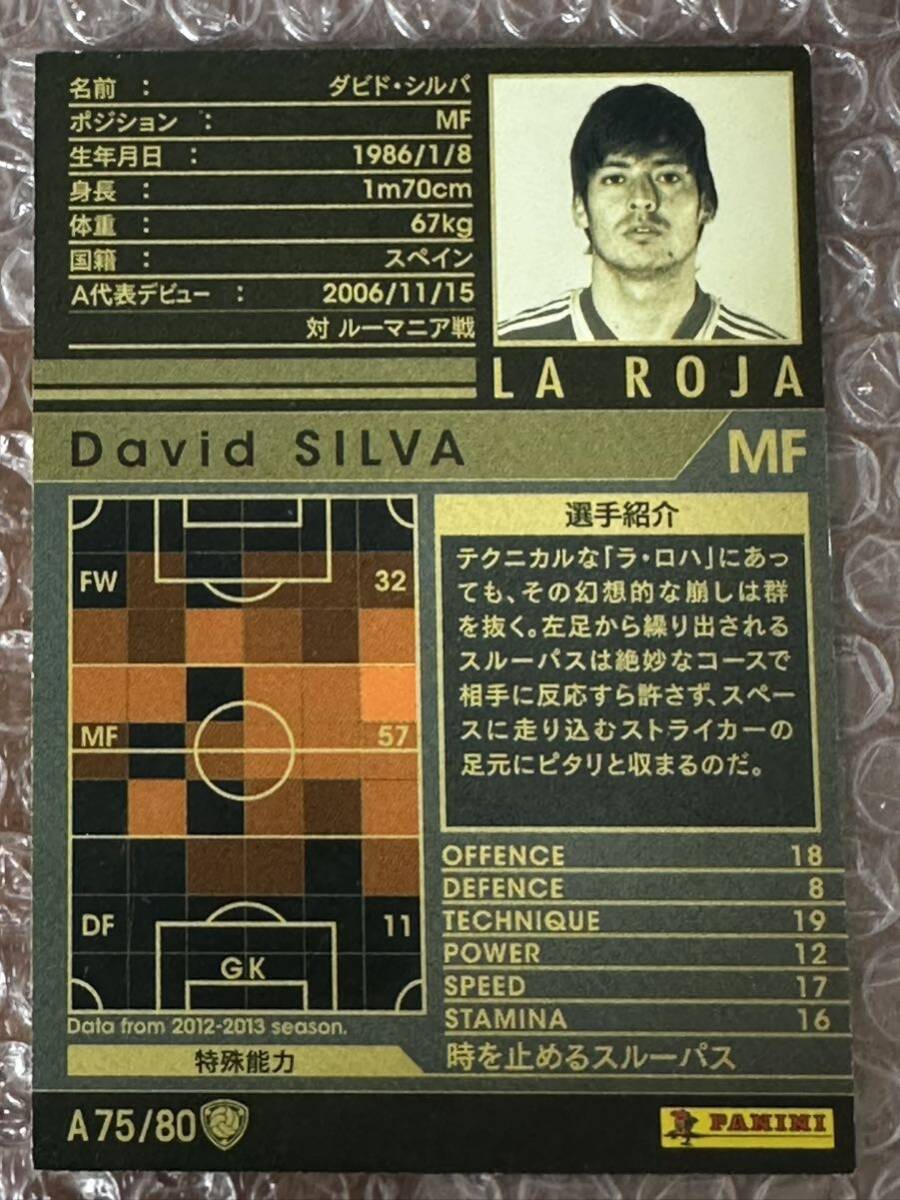 名前 ： ダビド・シルバ
ポジション ： MF
生年月日 ： 1986/1/8
身長 ： 1m70cm
体重 ： 67kg
国籍 ： スペイン
A代表デビュー ： 2006/11/15
対 ルーマニア戦
LA ROJA
David SILVA MF
FW 32
MF 57
DF 11
GK
Data from 2012-2013 season.
選手紹介
テクニカルな「ラ・ロハ」にあっ
ても、その幻想的な崩しは群
を抜く。左足から繰り出される
スルーパスは絶妙なコースで
相手に反応すら許さず、スペー
スに走り込むストライカーの
足元にピタリと収まるのだ。
OFFENCE 18
DEFENCE 8
TECHNIQUE 19
POWER 12
SPEED 17
STAMINA 16
特殊能力 時を止めるスルーパス
A75/80
PANINI